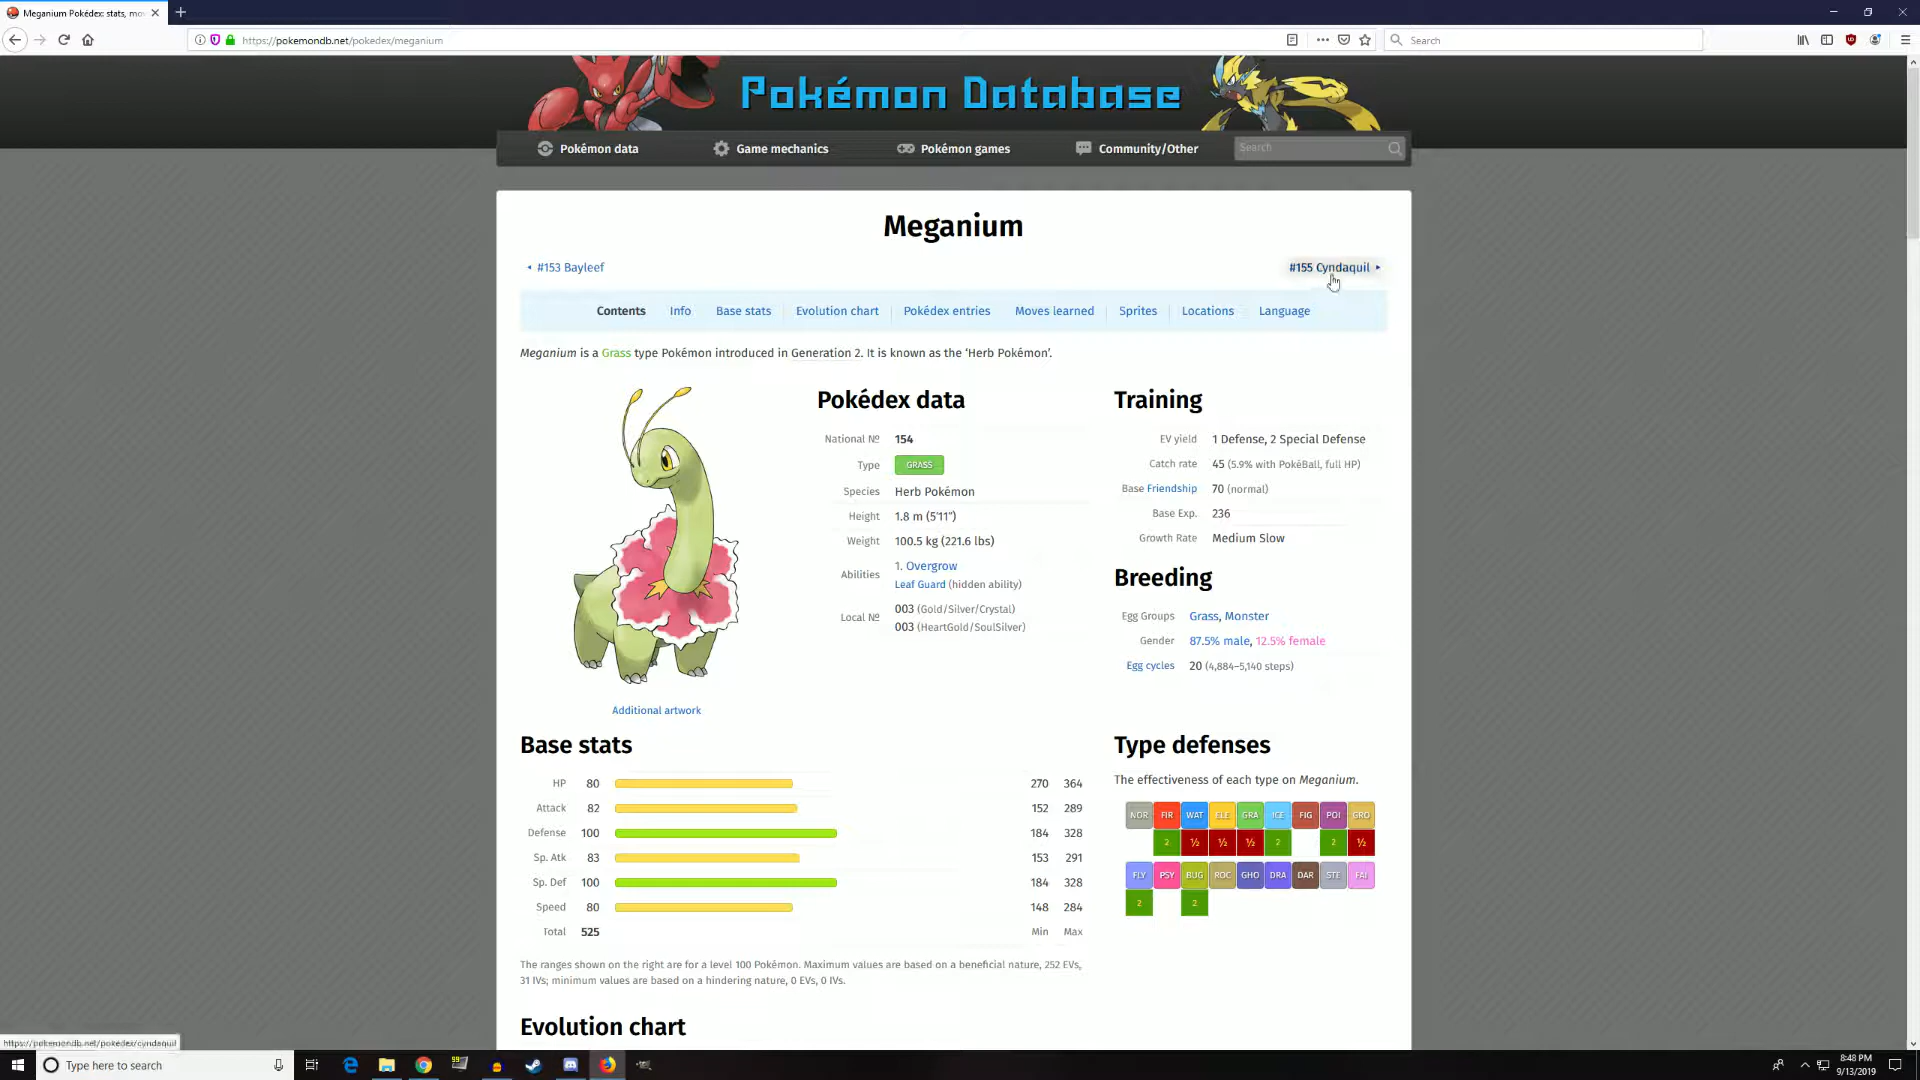 Meganium Pokédex: stats, mo
https://pokemondb.net/pokedex/meganium
Search
Pokémon Database
Pokémon data
Game mechanics
Pokémon games
Community/Other
Search
Meganium
#153 Bayleef
#155 Cyndaquil
Contents Info Base stats Evolution chart Pokédex entries Moves learned Sprites Locations Language
Meganium is a Grass type Pokémon introduced in Generation 2. It is known as the ‘Herb Pokémon’.
Additional artwork
Pokédex data
National № 154
Type GRASS
Species Herb Pokémon
Height 1.8 m (5′11″)
Weight 100.5 kg (221.6 lbs)
Abilities 1. Overgrow
Leaf Guard (hidden ability)
Local № 003 (Gold/Silver/Crystal)
003 (HeartGold/SoulSilver)
Training
EV yield 1 Defense, 2 Special Defense
Catch rate 45 (5.9% with PokéBall, full HP)
Base Friendship 70 (normal)
Base Exp. 236
Growth Rate Medium Slow
Breeding
Egg Groups Grass, Monster
Gender 87.5% male, 12.5% female
Egg cycles 20 (4,884–5,140 steps)
Base stats
HP 80 270 364
Attack 82 152 289
Defense 100 184 328
Sp. Atk 83 153 291
Sp. Def 100 184 328
Speed 80 148 284
Total 525 Min Max
The ranges shown on the right are for a level 100 Pokémon. Maximum values are based on a beneficial nature, 252 EVs,
31 IVs; minimum values are based on a hindering nature, 0 EVs, 0 IVs.
Type defenses
The effectiveness of each type on Meganium.
NOR FIR WAT ELE GRA ICE FIG POI GRO
2 ½ ½ ½ 2 2 ½
FLY PSY BUG ROC GHO DRA DAR STE FAI
2 2
Evolution chart
https://pokemondb.net/pokedex/cyndaquil
Type here to search
8:48 PM
9/13/2019